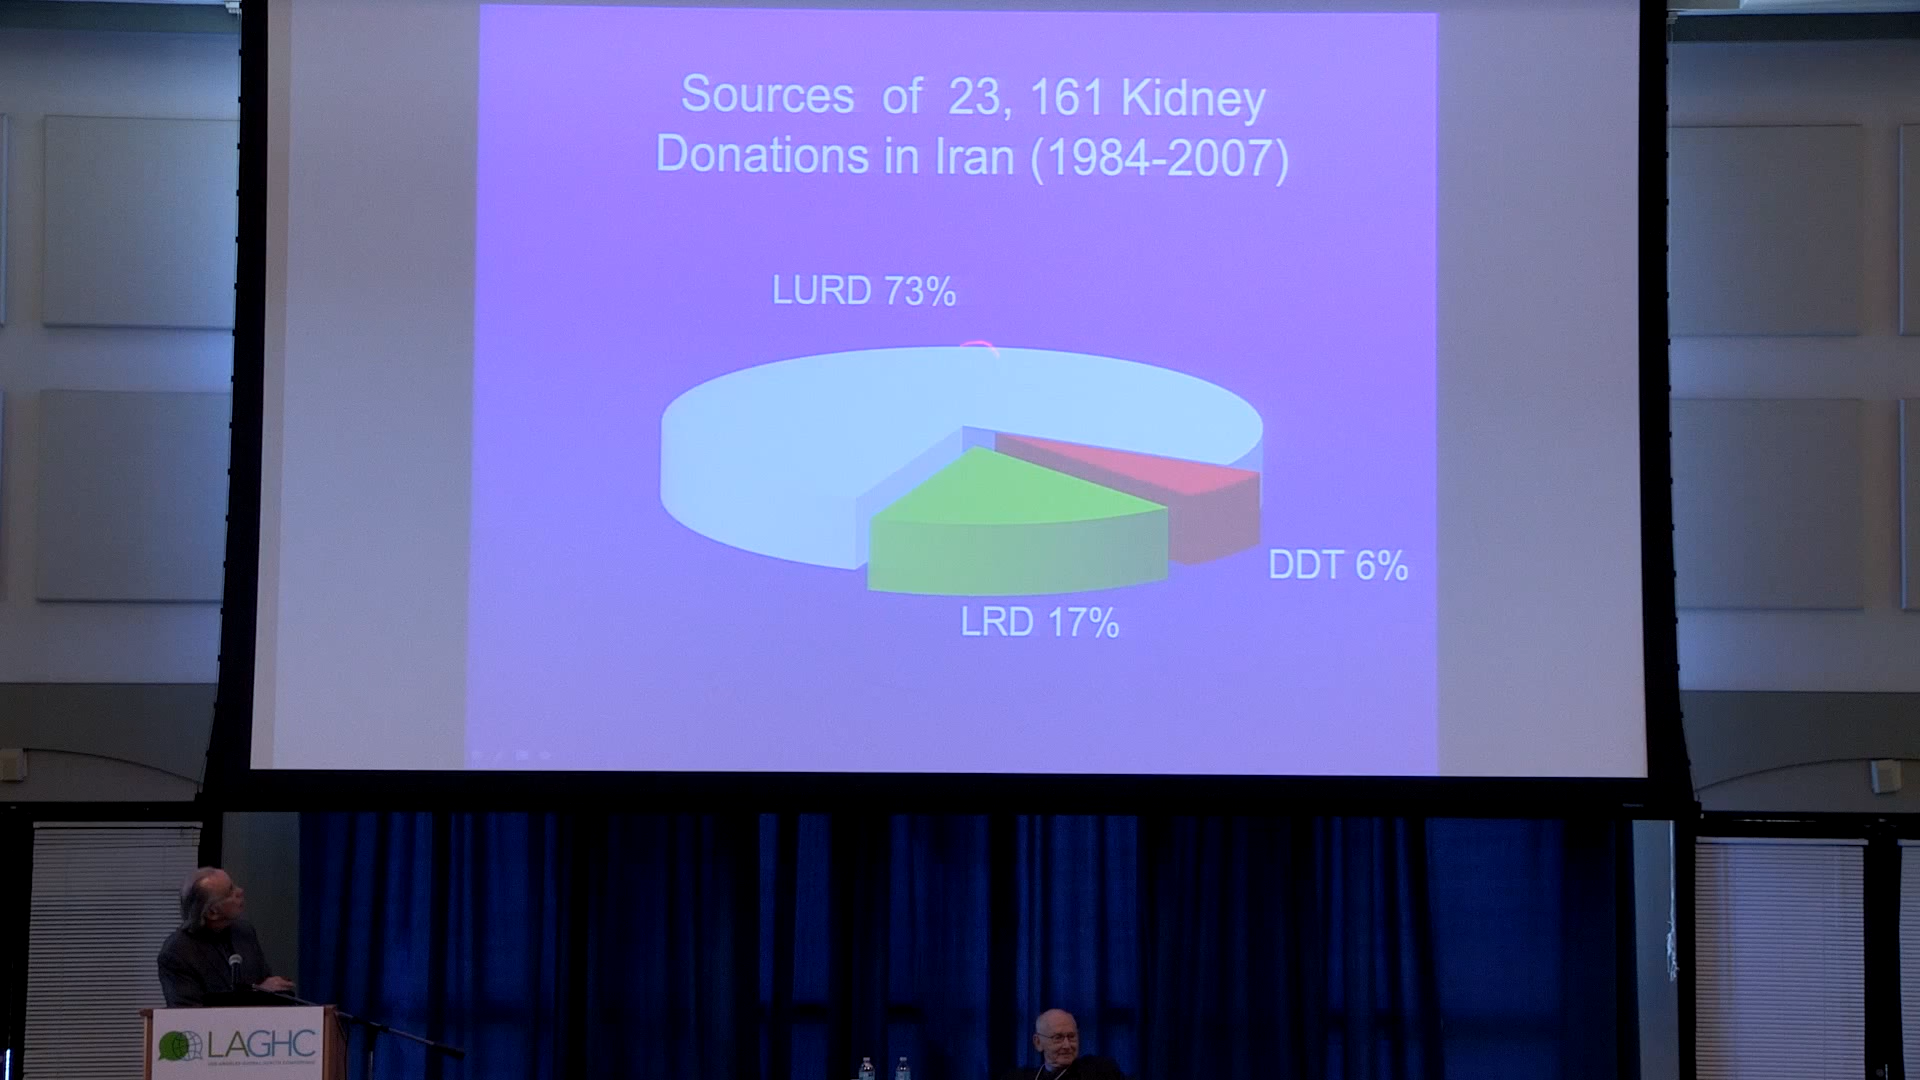 Sources of 23, 161 Kidney
Donations in Iran (1984-2007)
LURD 73%
DDT 6%
LRD 17%
LAGHC